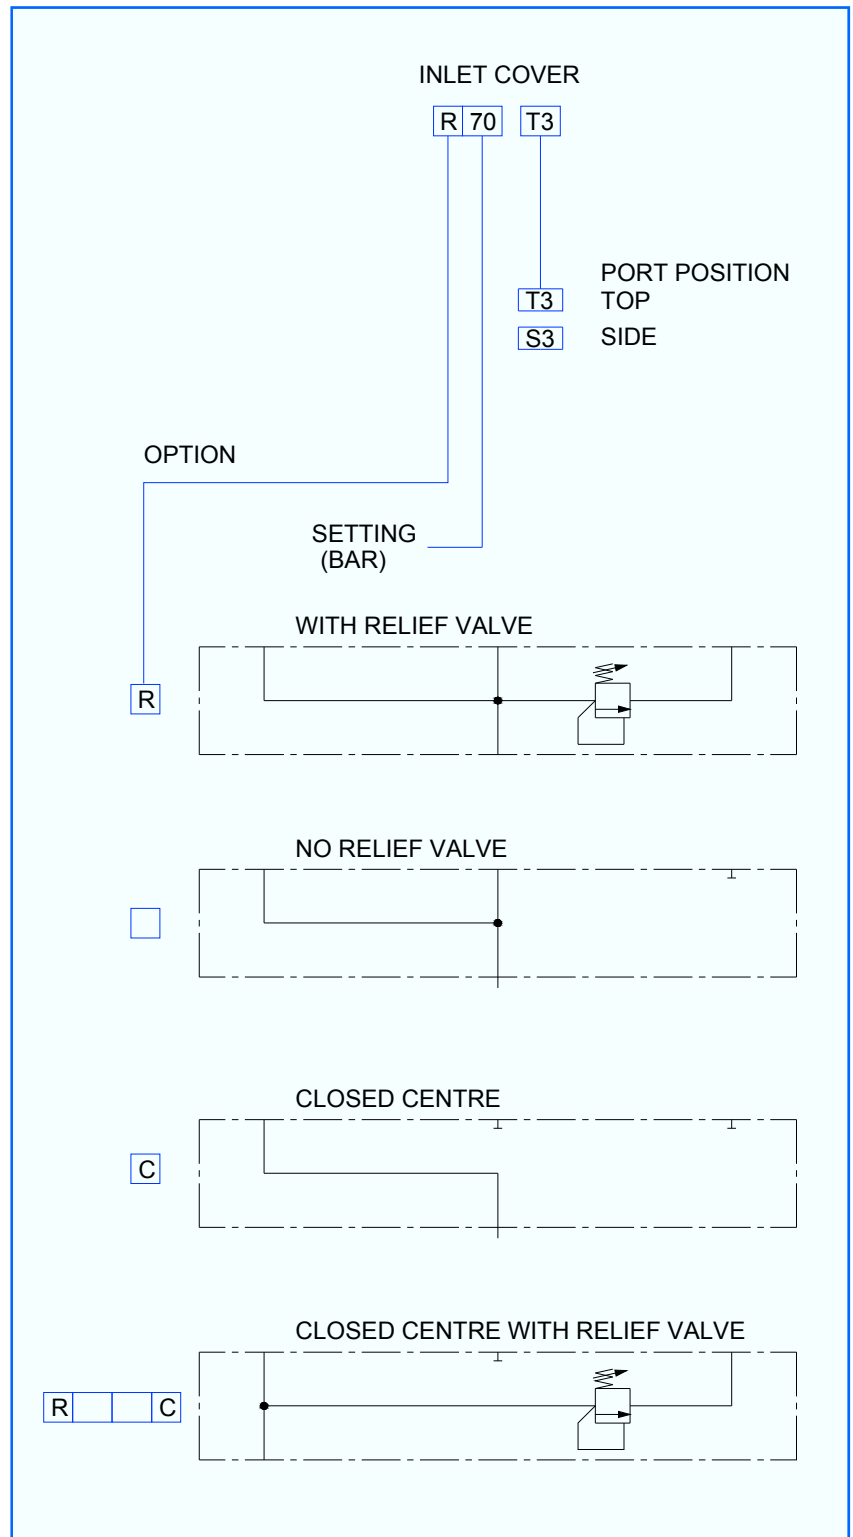 INLET COVER
R 70 T3
PORT POSITION
T3 TOP
S3 SIDE
OPTION
SETTING
(BAR)
WITH RELIEF VALVE
R
NO RELIEF VALVE
CLOSED CENTRE
C
CLOSED CENTRE WITH RELIEF VALVE
R C